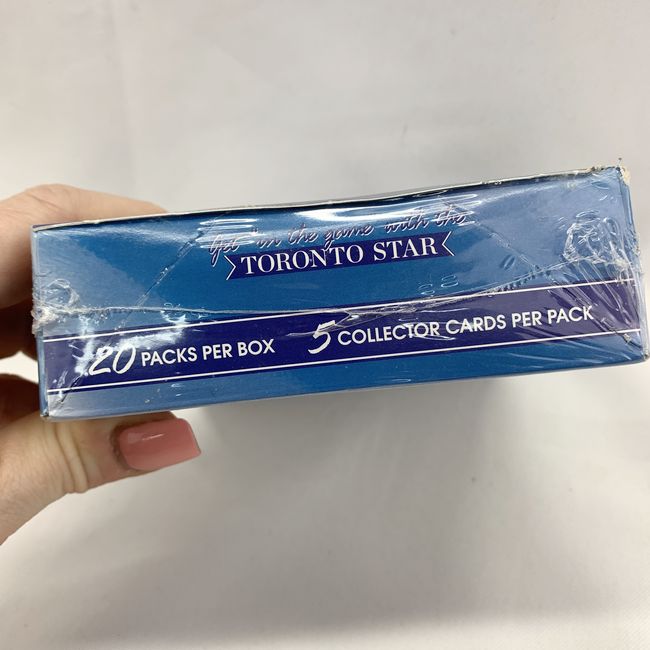 Get "in the game" with the
TORONTO STAR
20 PACKS PER BOX 5 COLLECTOR CARDS PER PACK